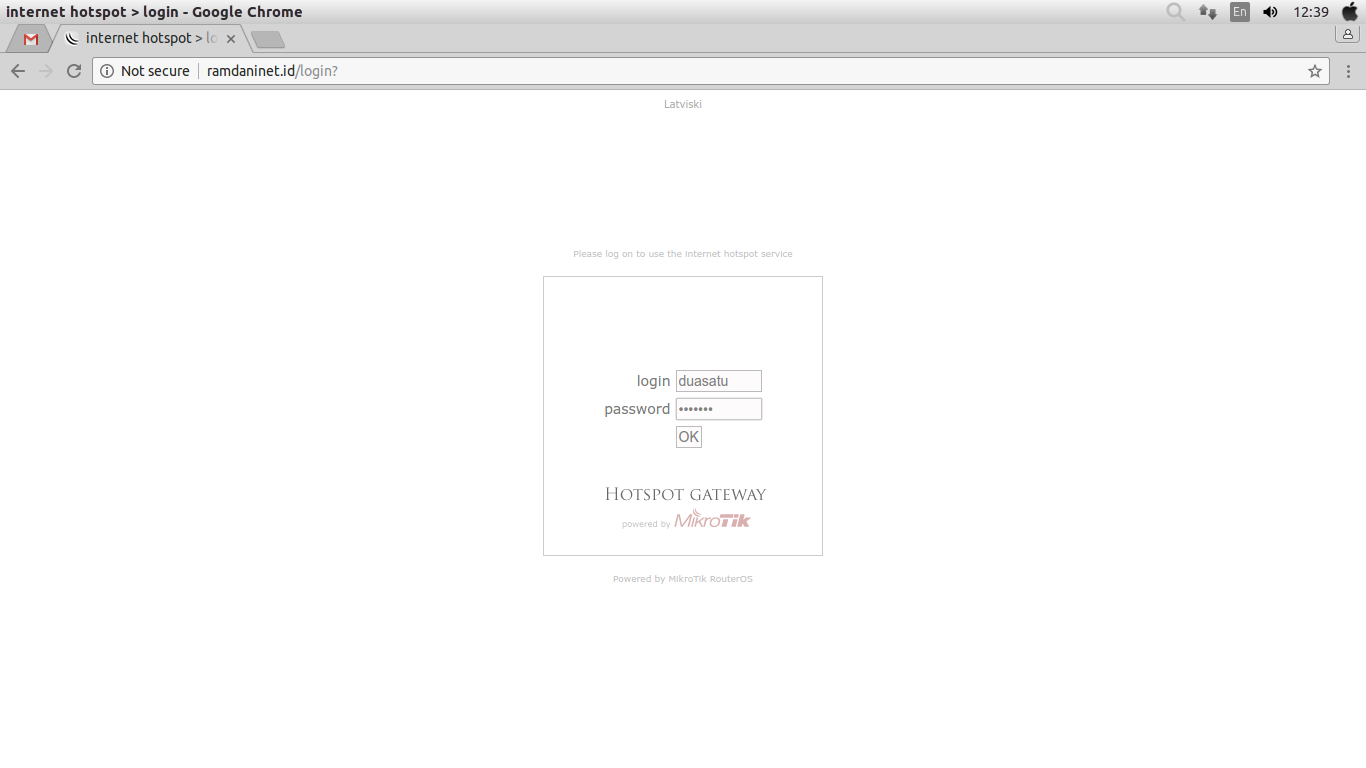 internet hotspot > login - Google Chrome
En
12:39
internet hotspot > lo
Not secure
ramdaninet.id/login?
Latviski
Please log on to use the internet hotspot service
login duasatu
password •••••••
OK
HOTSPOT GATEWAY
powered by MikroTik
Powered by MikroTik RouterOS